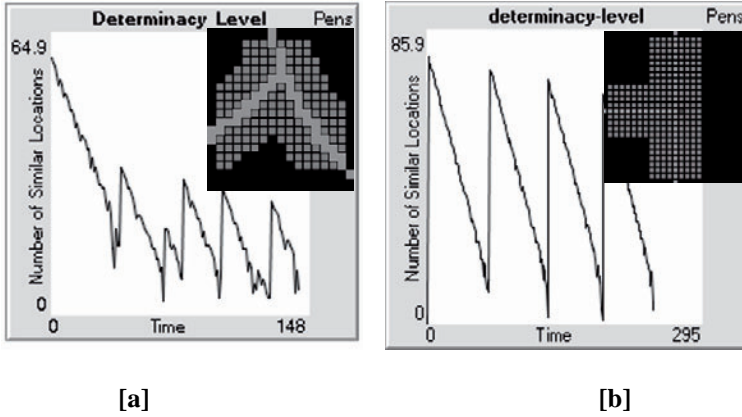 Determinacy Level
Pens
64.9
Number of Similar Locations
0
0
Time
148
determinacy-level
Pens
85.9
Number of Similar Locations
0
0
Time
295
[a]
[b]